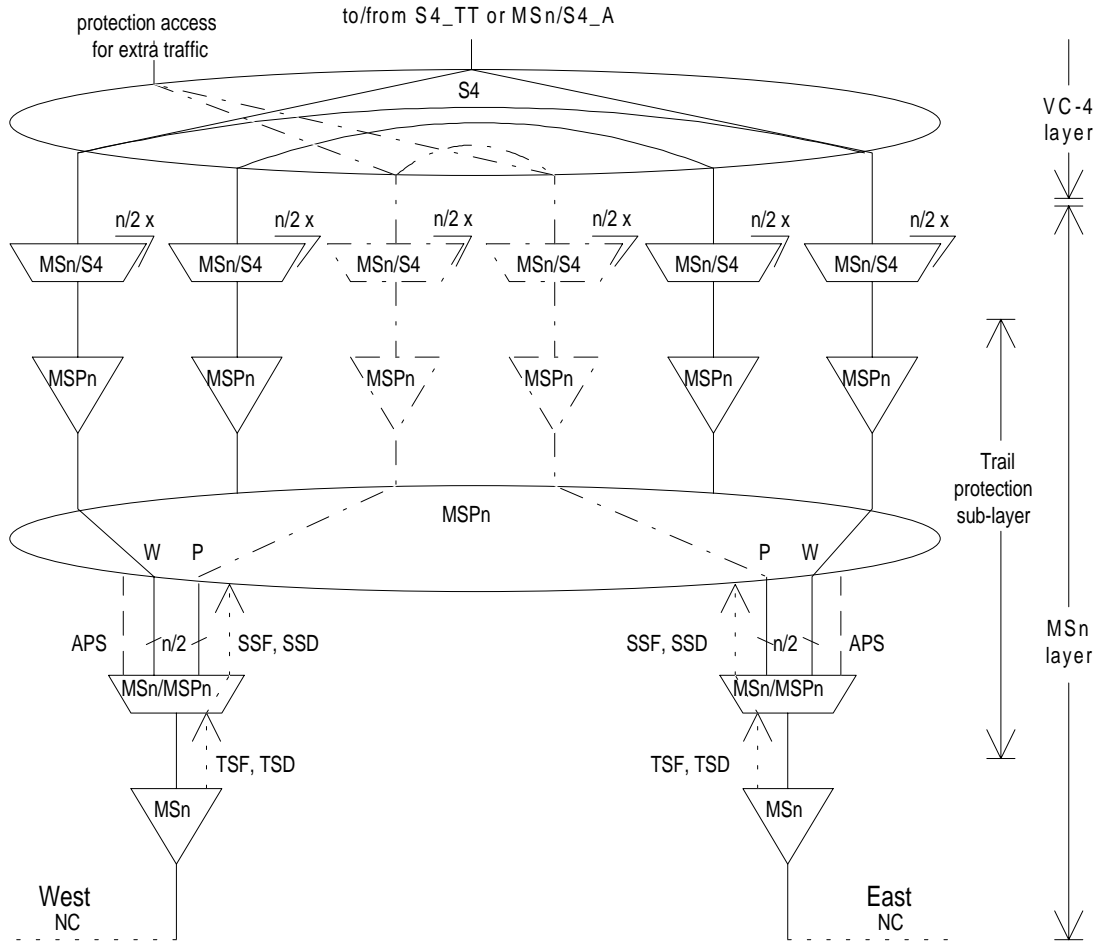 to/from S4_TT or MSn/S4_A
protection access
for extra traffic
S4
VC-4
layer
n/2 x n/2 x n/2 x n/2 x n/2 x n/2 x
MSn/S4 MSn/S4 MSn/S4 MSn/S4 MSn/S4 MSn/S4
MSPn MSPn MSPn MSPn MSPn MSPn
Trail
protection
sub-layer
MSPn
W P P W
APS n/2 SSF, SSD SSF, SSD n/2 APS
MSn
layer
MSn/MSPn MSn/MSPn
TSF, TSD TSF, TSD
MSn MSn
West East
NC NC